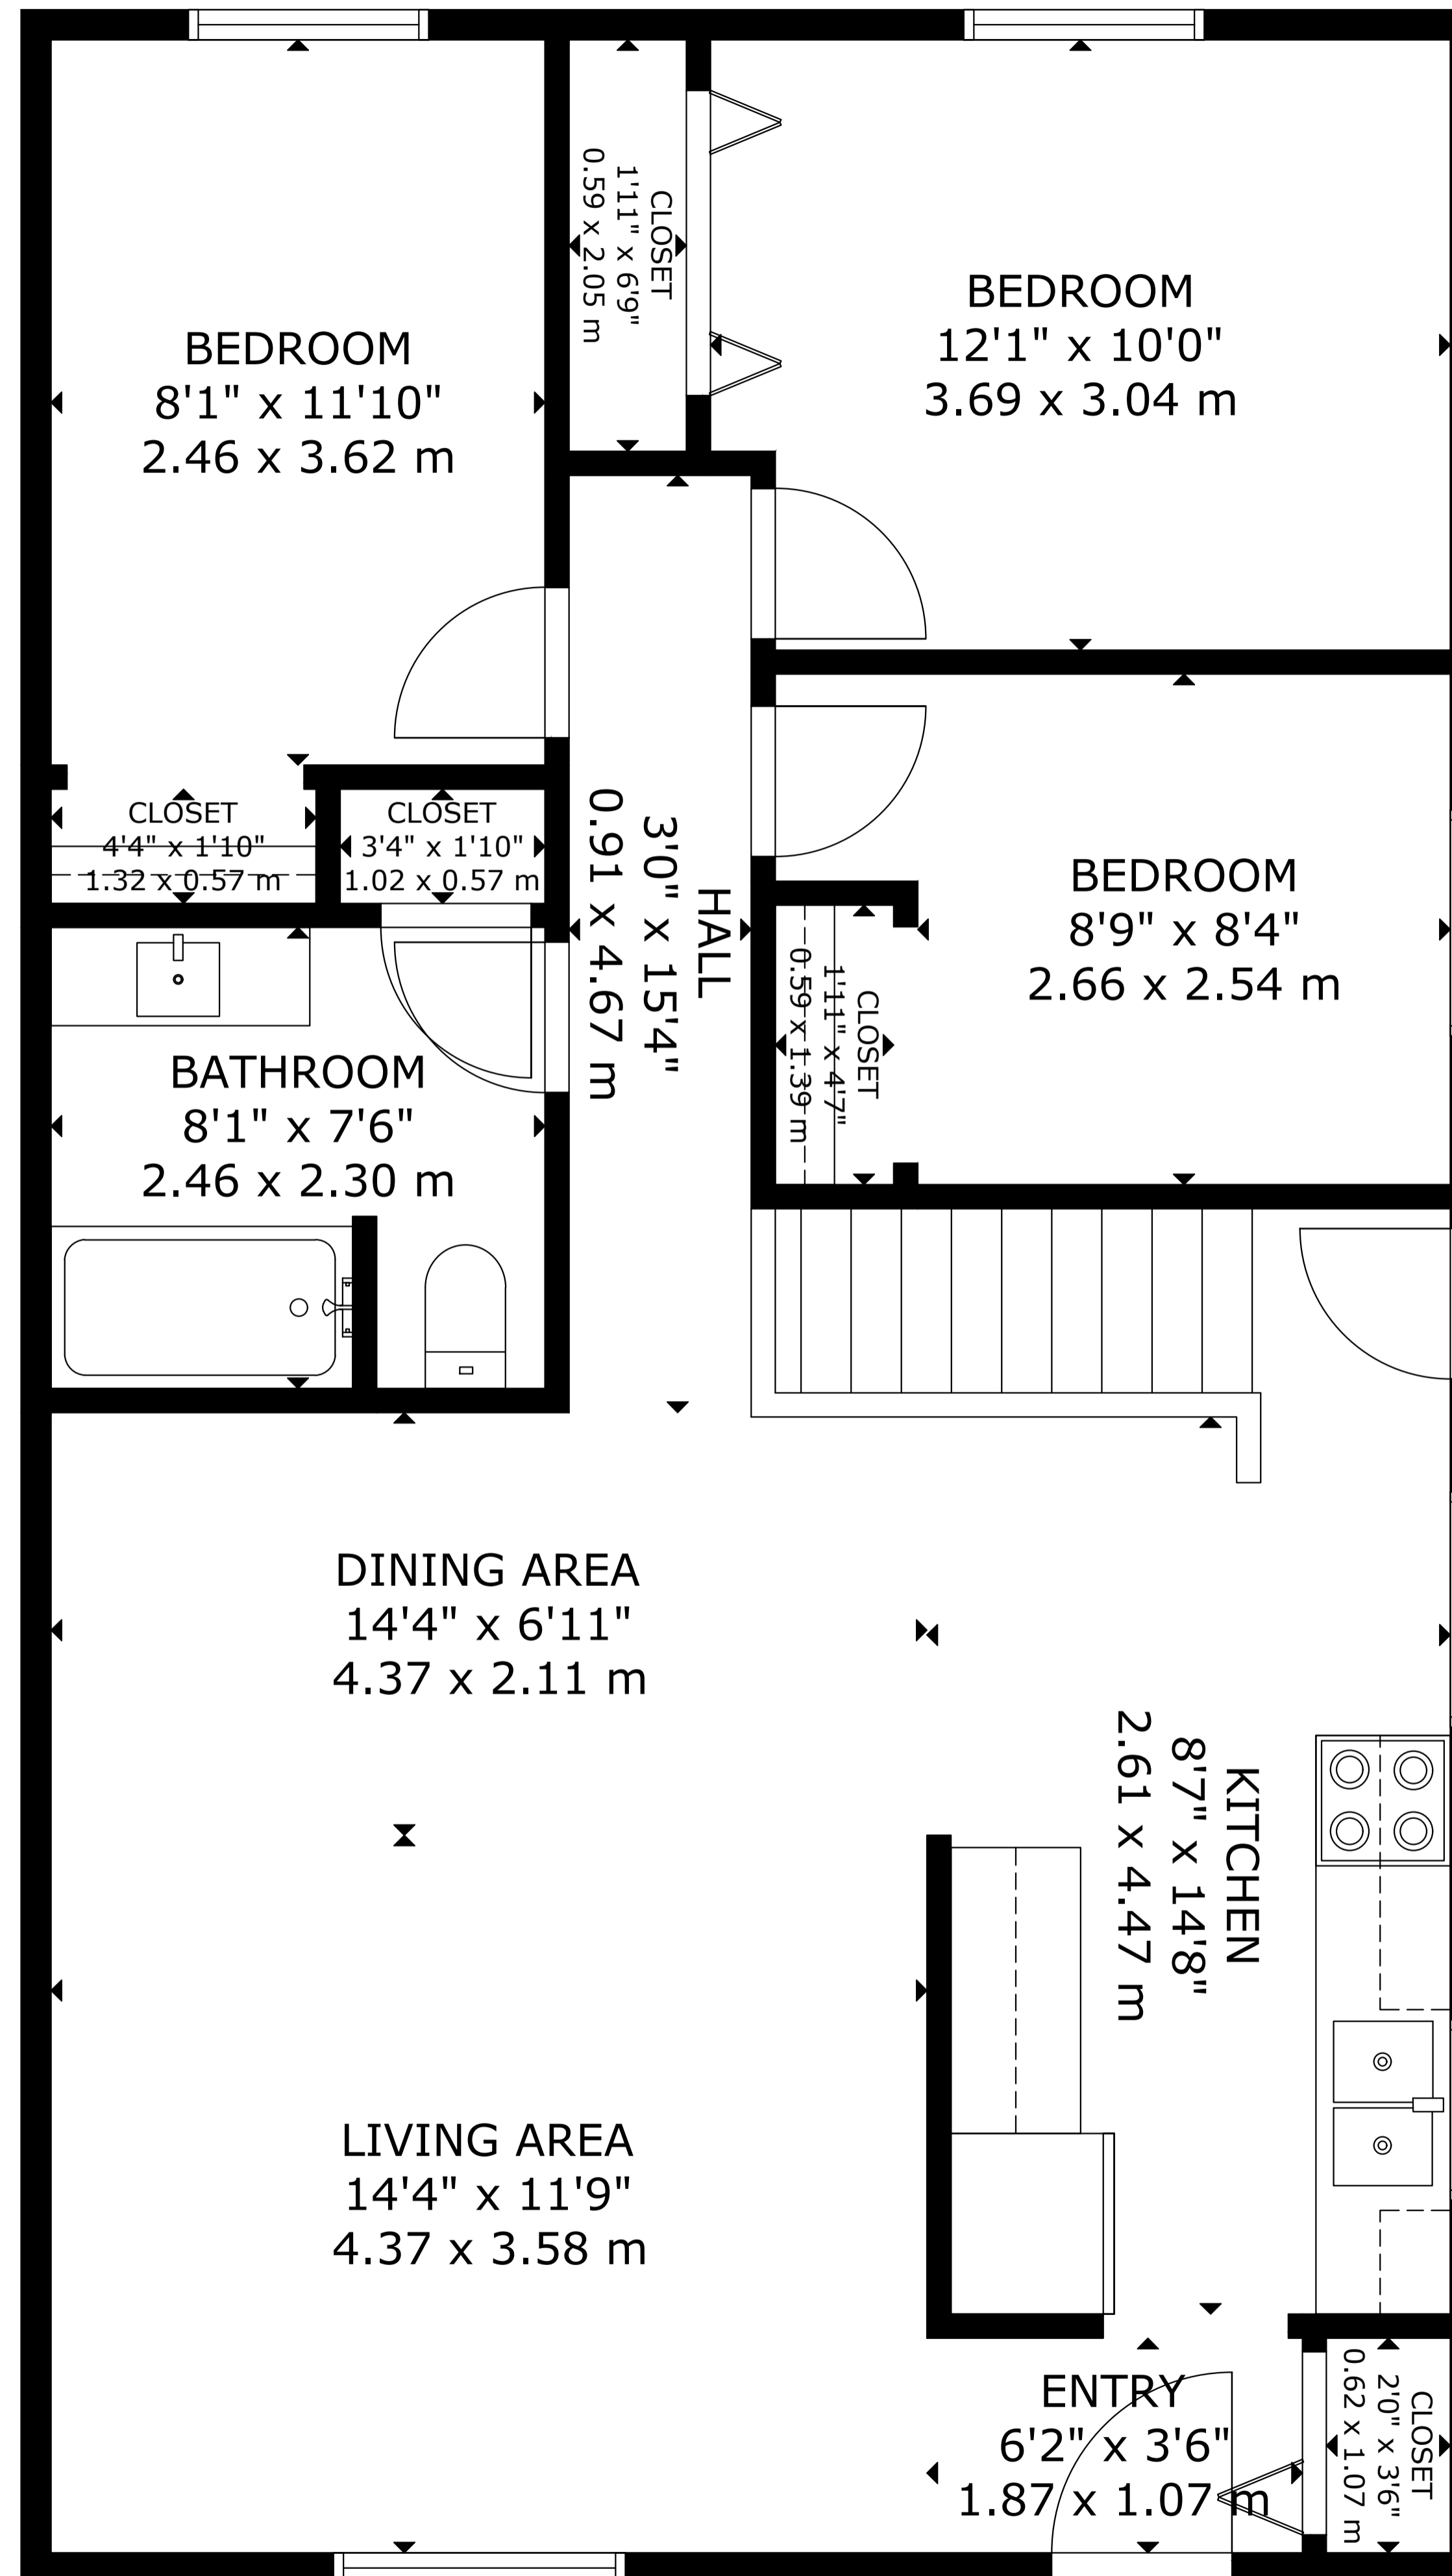 CLOSET
1'11" x 6'9"
0.59 x 2.05 m
BEDROOM
12'1" x 10'0"
3.69 x 3.04 m
BEDROOM
8'1" x 11'10"
2.46 x 3.62 m
CLOSET
4'4" x 1'10"
1.32 x 0.57 m
CLOSET
3'4" x 1'10"
1.02 x 0.57 m
HALL
3'0" x 15'4"
0.91 x 4.67 m
BEDROOM
8'9" x 8'4"
2.66 x 2.54 m
CLOSET
1'11" x 4'7"
0.59 x 1.39 m
BATHROOM
8'1" x 7'6"
2.46 x 2.30 m
DINING AREA
14'4" x 6'11"
4.37 x 2.11 m
KITCHEN
8'7" x 14'8"
2.61 x 4.47 m
LIVING AREA
14'4" x 11'9"
4.37 x 3.58 m
ENTRY
6'2" x 3'6"
1.87 x 1.07 m
CLOSET
2'0" x 3'6"
0.62 x 1.07 m